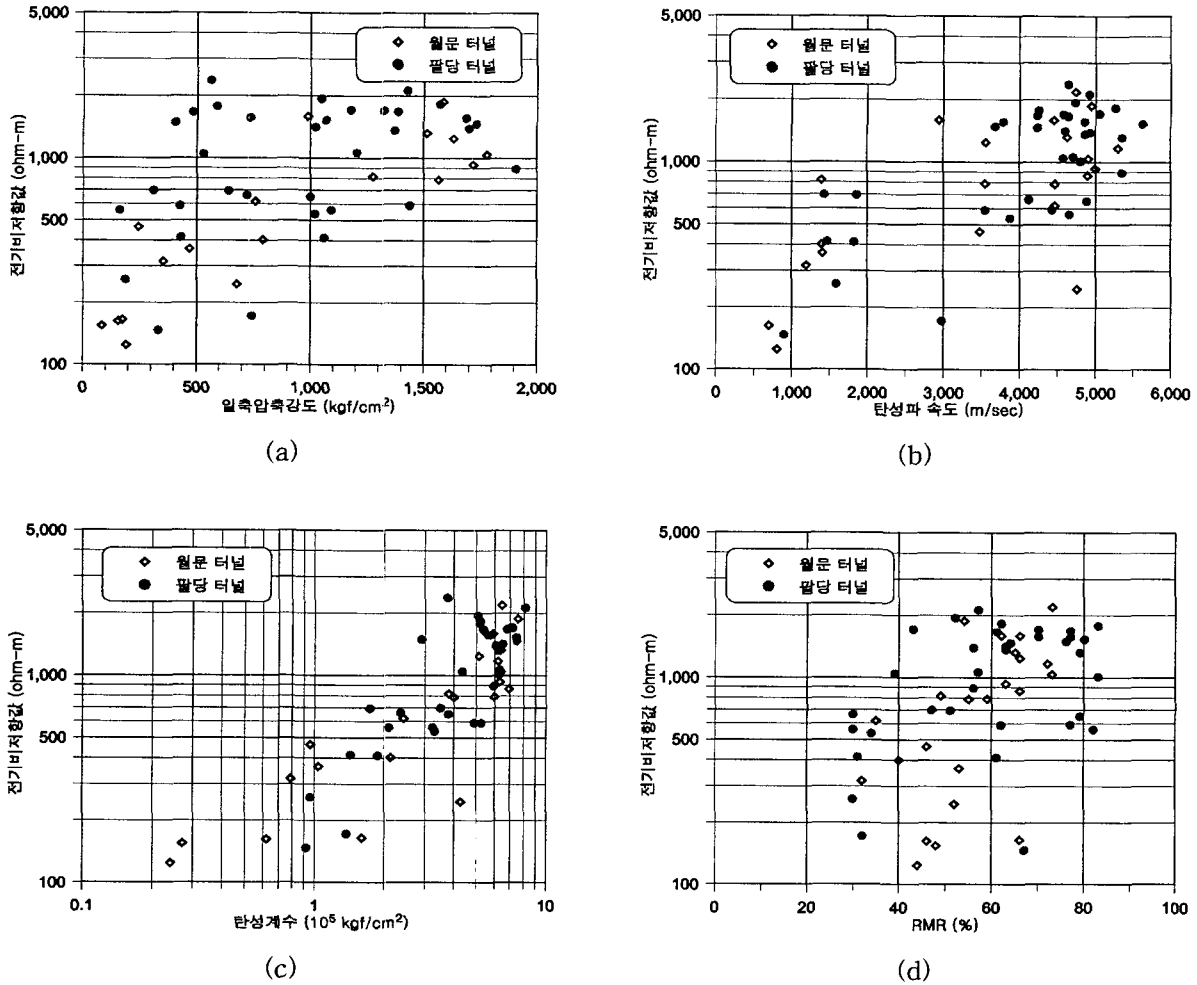 5,000
1,000
500
100
전기비저항값 (ohm-m)
월문 터널
팔당 터널
0
500
1,000
1,500
2,000
일축압축강도 (kgf/cm²)
(a)
5,000
1,000
500
100
전기비저항값 (ohm-m)
월문 터널
팔당 터널
0
1,000
2,000
3,000
4,000
5,000
6,000
탄성파 속도 (m/sec)
(b)
5,000
1,000
500
100
전기비저항값 (ohm-m)
월문 터널
팔당 터널
0.1
1
10
탄성계수 (10⁵ kgf/cm²)
(c)
5,000
1,000
500
100
전기비저항값 (ohm-m)
월문 터널
팔당 터널
0
20
40
60
80
100
RMR (%)
(d)